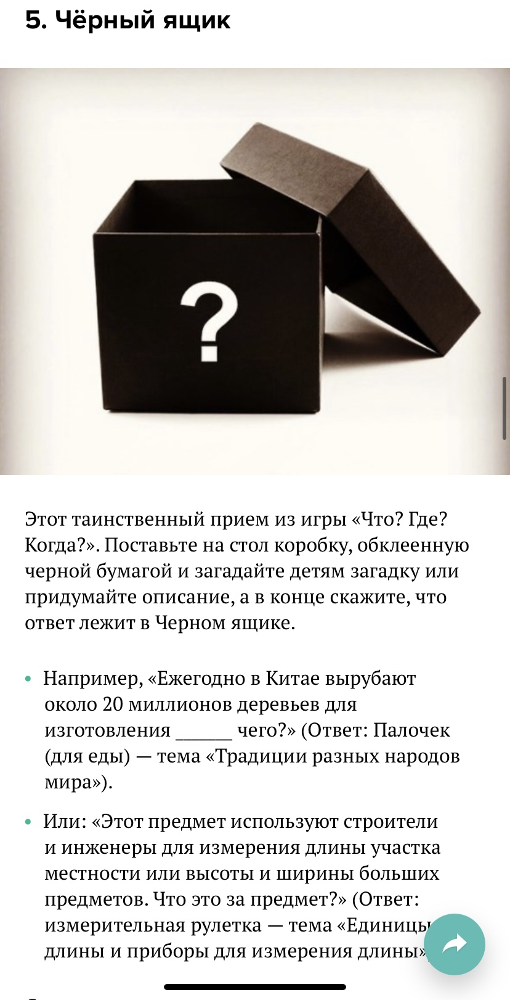 5. Чёрный ящик
?
Этот таинственный прием из игры «Что? Где?
Когда?». Поставьте на стол коробку, обклеенную
черной бумагой и загадайте детям загадку или
придумайте описание, а в конце скажите, что
ответ лежит в Черном ящике.
• Например, «Ежегодно в Китае вырубают
около 20 миллионов деревьев для
изготовления _______ чего?» (Ответ: Палочек
(для еды) — тема «Традиции разных народов
мира»).
• Или: «Этот предмет используют строители
и инженеры для измерения длины участка
местности или высоты и ширины больших
предметов. Что это за предмет?» (Ответ:
измерительная рулетка — тема «Единицы
длины и приборы для измерения длины»